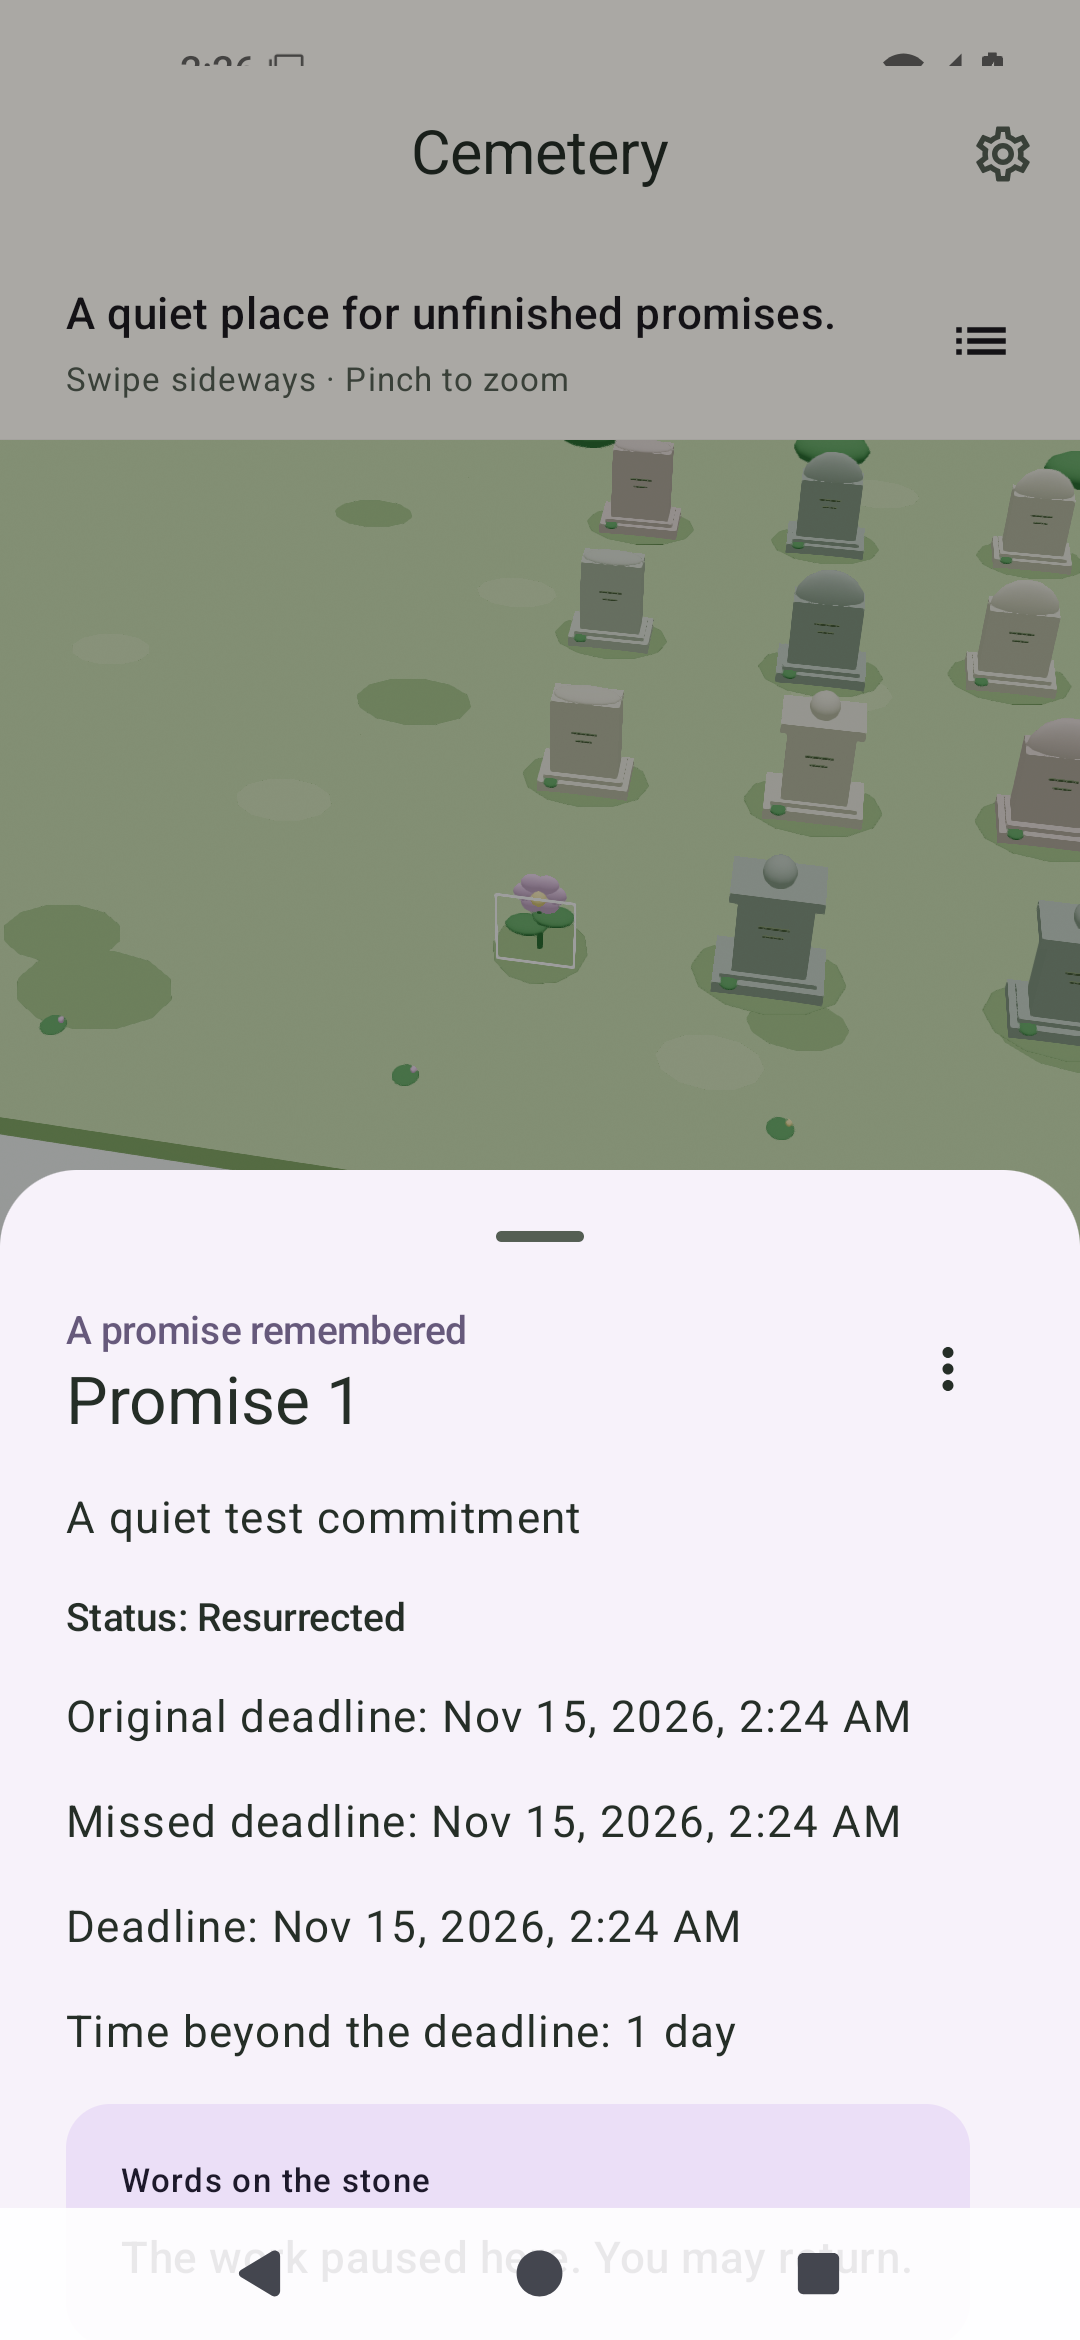 Cemetery
A quiet place for unfinished promises.
Swipe sideways · Pinch to zoom
A promise remembered
Promise 1
A quiet test commitment
Status: Resurrected
Original deadline: Nov 15, 2026, 2:24 AM
Missed deadline: Nov 15, 2026, 2:24 AM
Deadline: Nov 15, 2026, 2:24 AM
Time beyond the deadline: 1 day
Words on the stone
The work paused here. You may return.